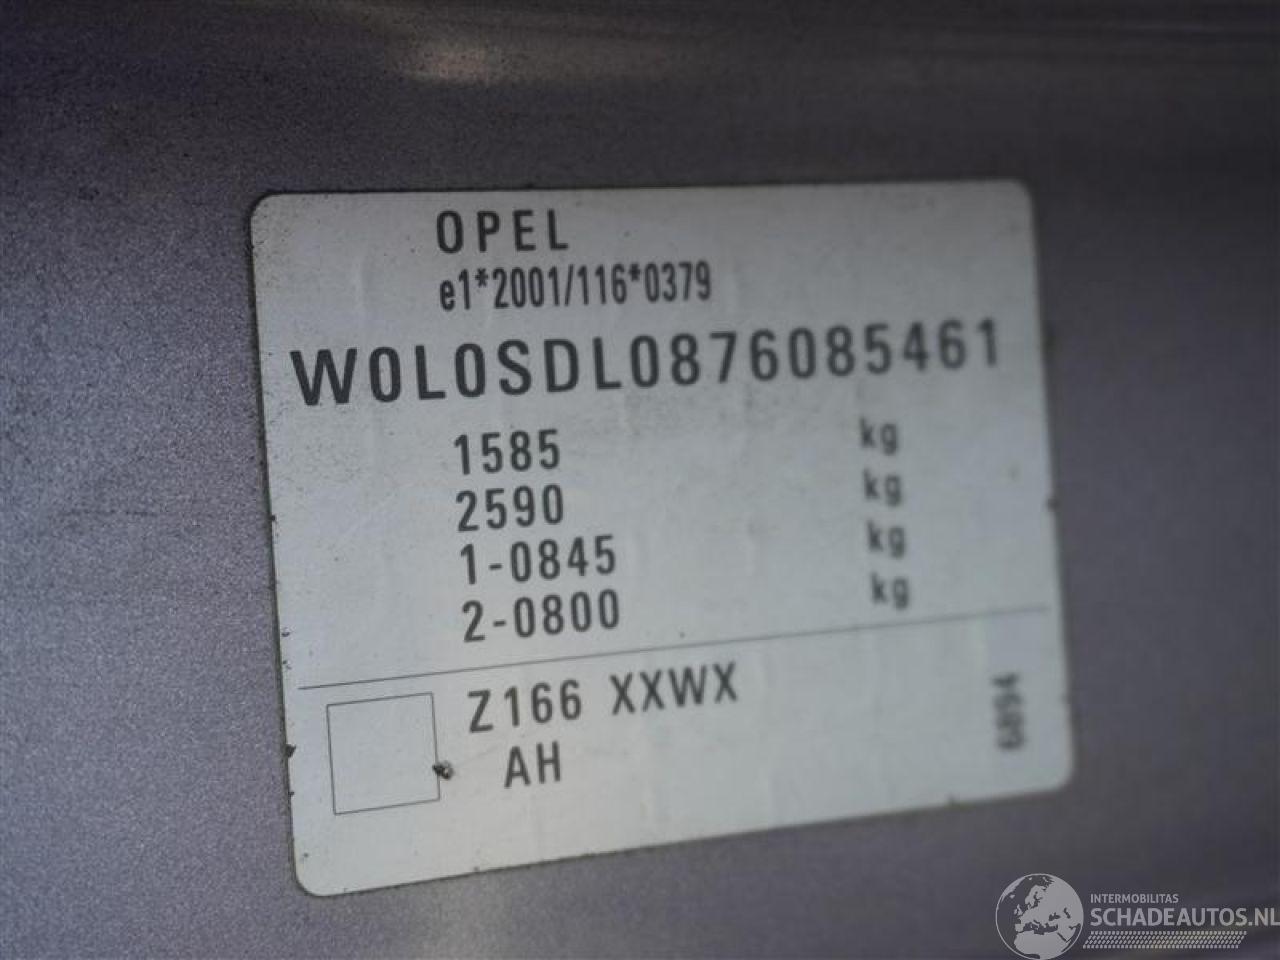 OPEL
e1*2001/116*0379
W0L0SDL0876085461
1585 kg
2590 kg
1-0845 kg
2-0800 kg
Z166 XXWX
AH
6894
INTERMOBILITAS
SCHADEAUTOS.NL